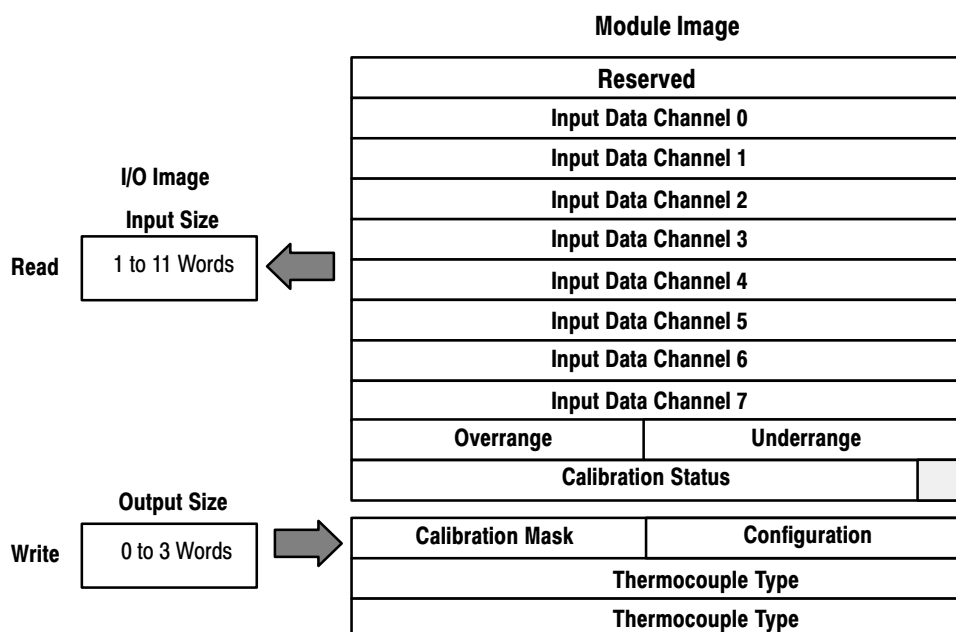 Module Image
Reserved
Input Data Channel 0
Input Data Channel 1
I/O Image
Input Data Channel 2
Input Size
Input Data Channel 3
Read
1 to 11 Words
Input Data Channel 4
Input Data Channel 5
Input Data Channel 6
Input Data Channel 7
Overrange
Underrange
Calibration Status
Output Size
Calibration Mask
Configuration
Write
0 to 3 Words
Thermocouple Type
Thermocouple Type